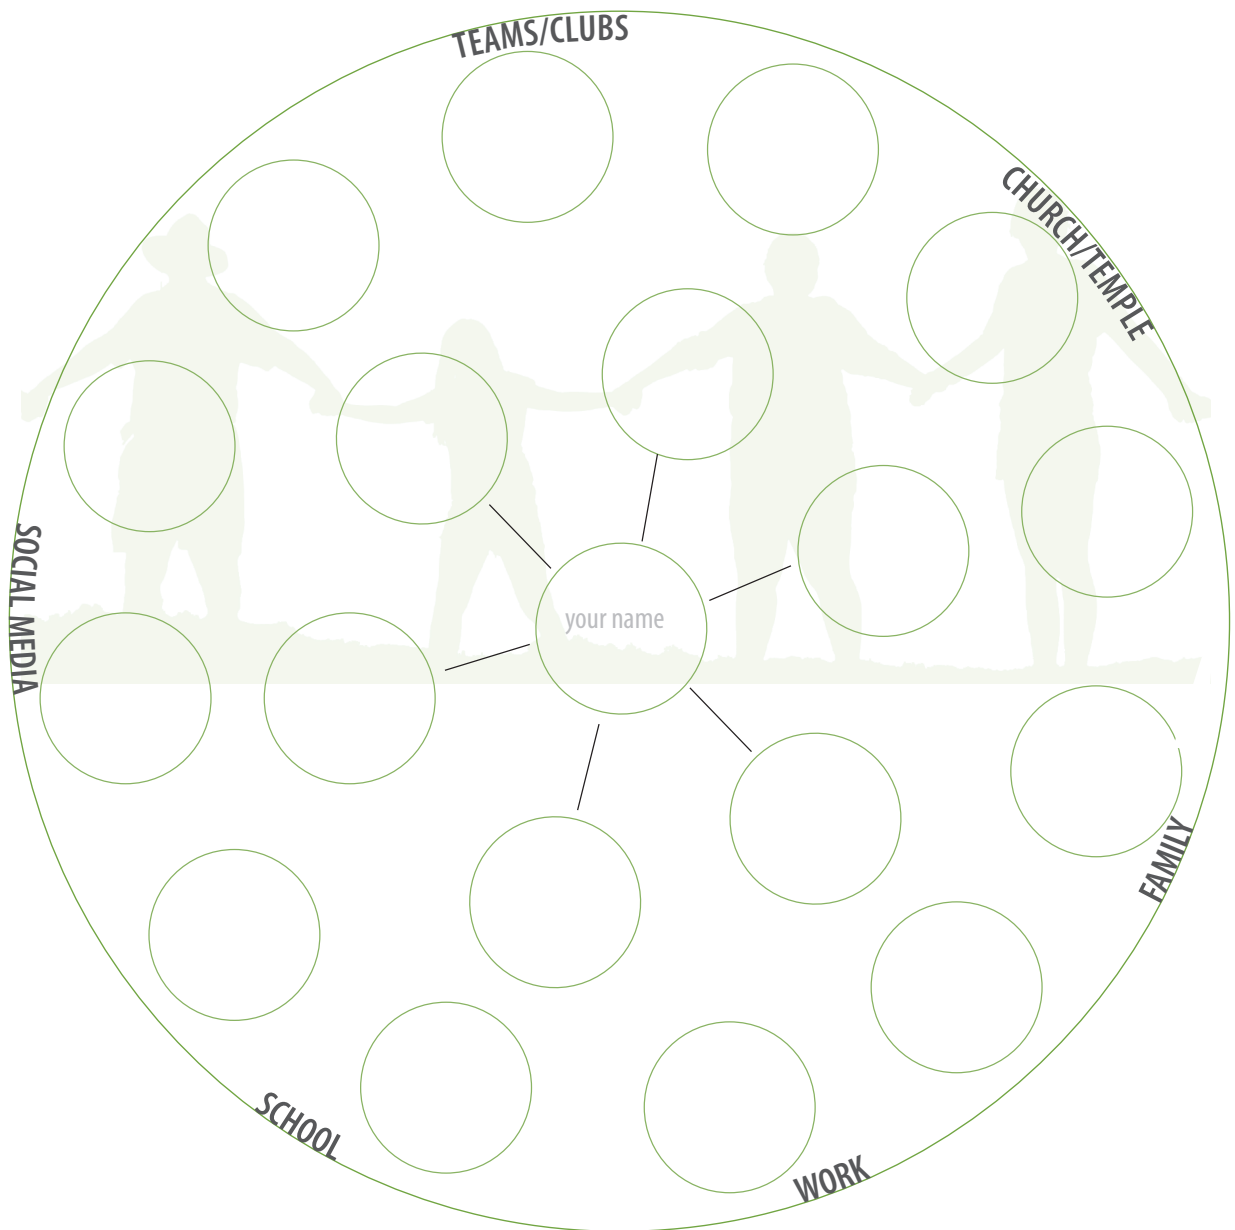 TEAMS/CLUBS
CHURCH/TEMPLE
SOCIAL MEDIA
your name
FAMILY
SCHOOL
WORK